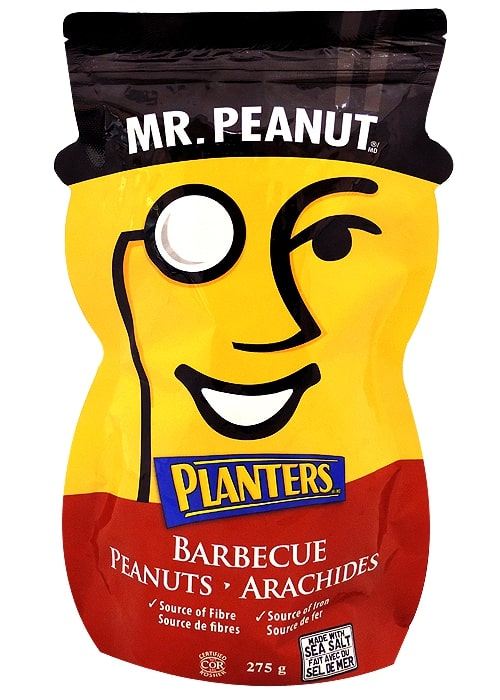 MR. PEANUT
®/MD
PLANTERS
BARBECUE
PEANUTS · ARACHIDES
✓ Source of Fibre
Source de fibres
✓ Source of Iron
Source de fer
CERTIFIED
COR
KOSHER
275 g
MADE WITH
SEA SALT
FAIT AVEC DU
SEL DE MER